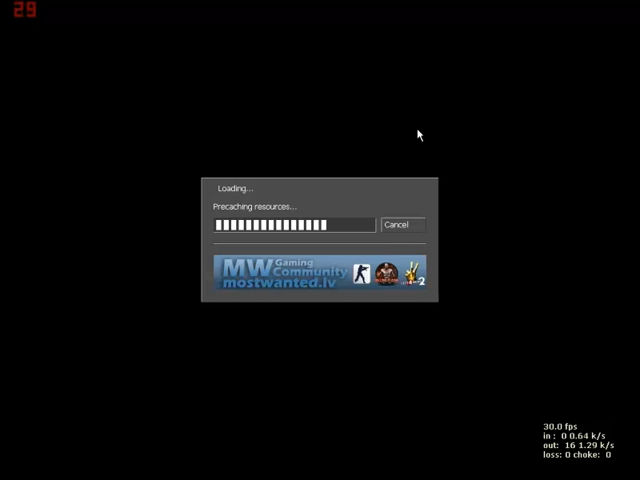 29
Loading...
Precaching resources...
Cancel
MW Gaming
Community
mostwanted.lv
2
30.0 fps
in : 0 0.64 k/s
out: 16 1.29 k/s
loss: 0 choke: 0